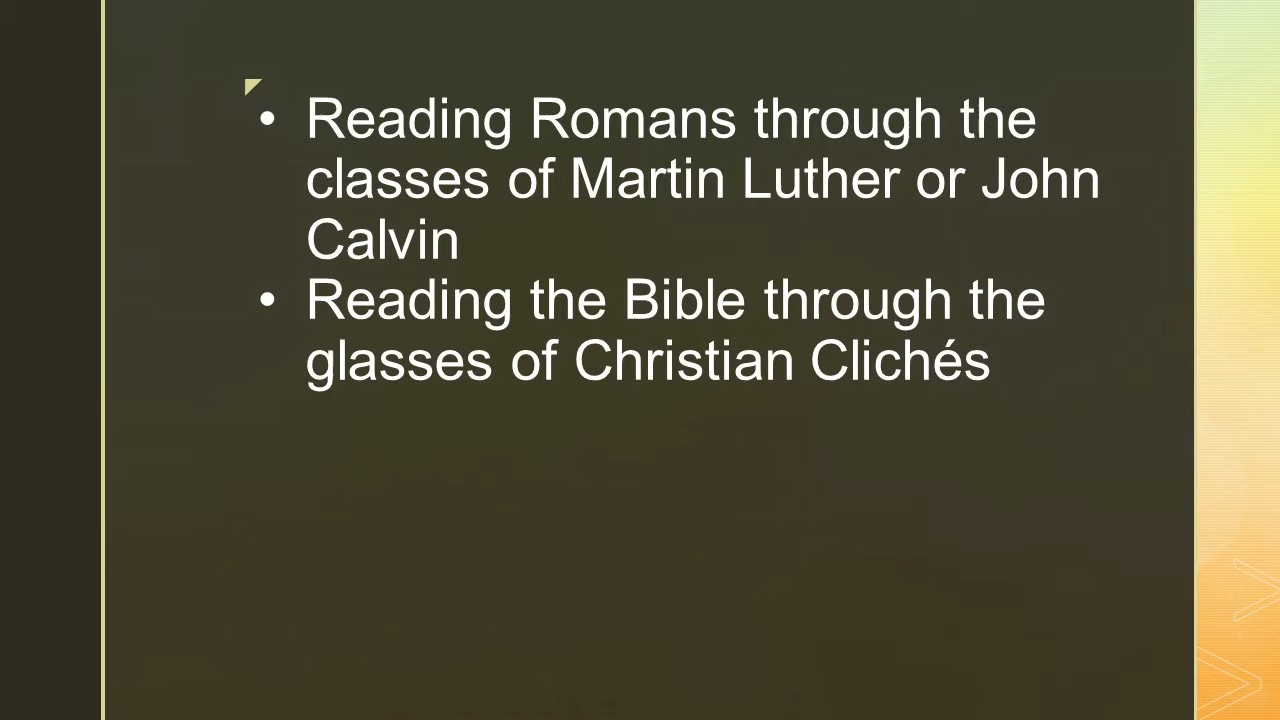 • Reading Romans through the
classes of Martin Luther or John
Calvin
• Reading the Bible through the
glasses of Christian Clichés